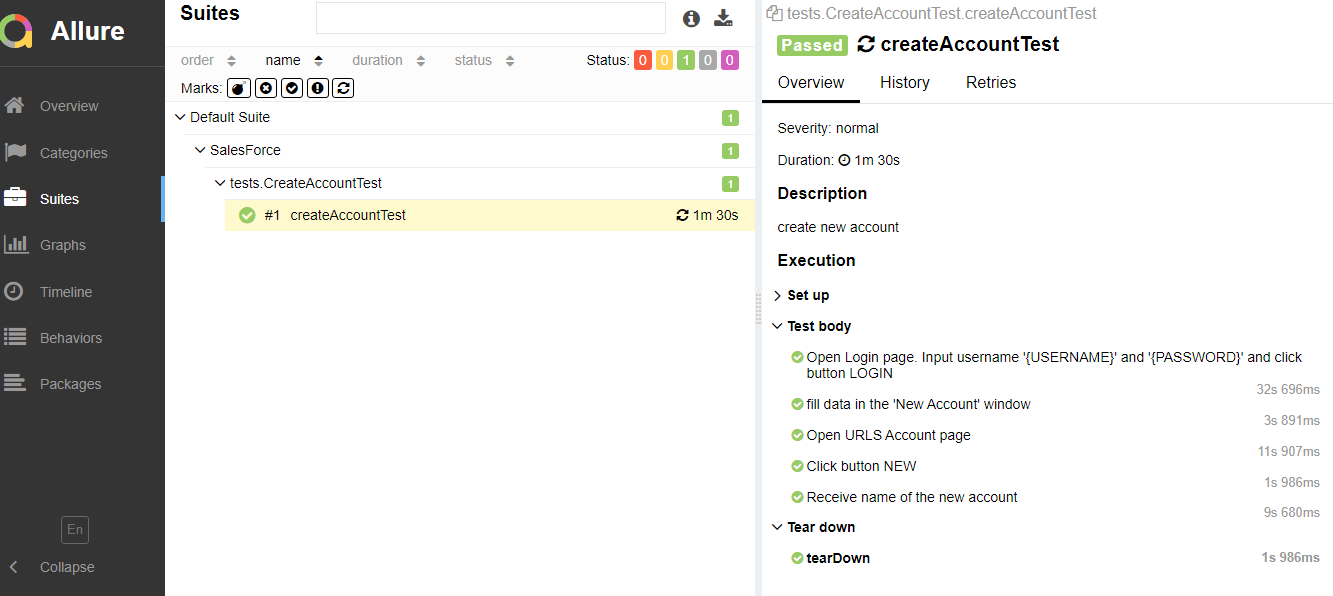 Allure
Overview
Categories
Suites
Graphs
Timeline
Behaviors
Packages
En
Collapse
Suites
order name duration status Status: 0 0 1 0 0
Marks:
Default Suite 1
SalesForce 1
tests.CreateAccountTest 1
#1 createAccountTest 1m 30s
tests.CreateAccountTest.createAccountTest
Passed createAccountTest
Overview History Retries
Severity: normal
Duration: 1m 30s
Description
create new account
Execution
Set up
Test body
Open Login page. Input username '{USERNAME}' and '{PASSWORD}' and click
button LOGIN
32s 696ms
fill data in the 'New Account' window
3s 891ms
Open URLS Account page
11s 907ms
Click button NEW
1s 986ms
Receive name of the new account
9s 680ms
Tear down
tearDown 1s 986ms